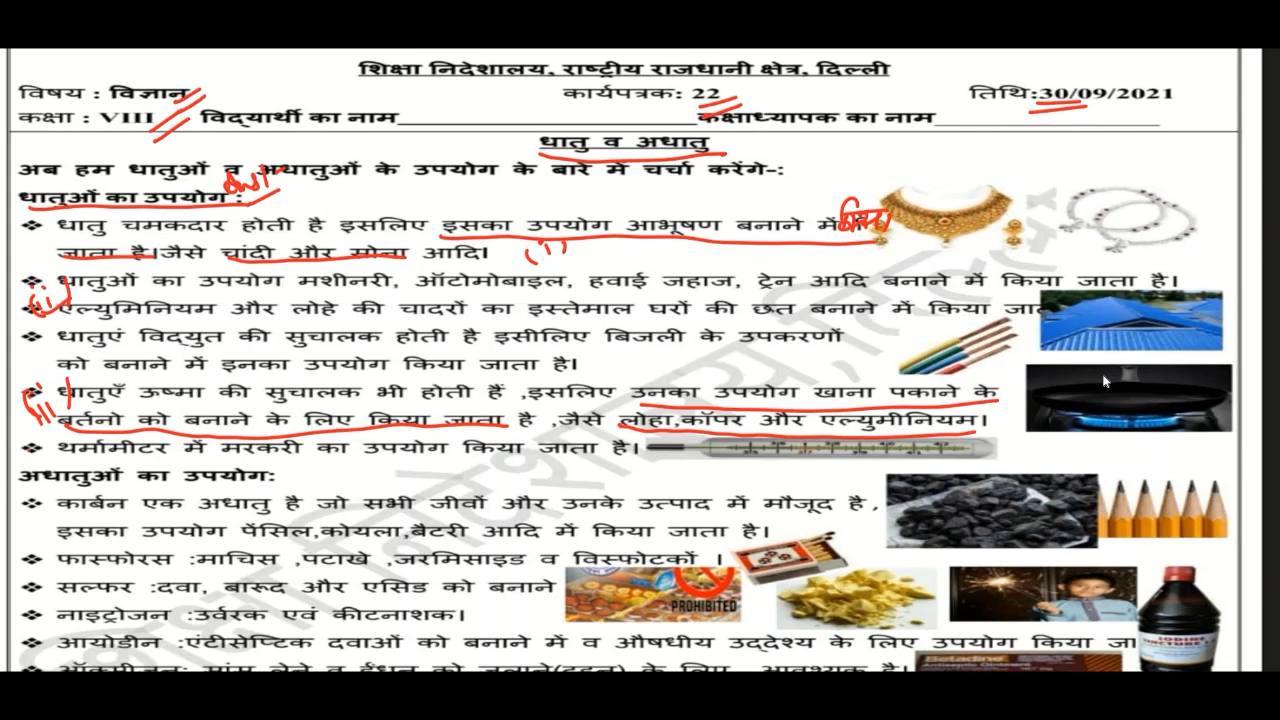 शिक्षा निदेशालय, राष्ट्रीय राजधानी क्षेत्र, दिल्ली
विषय : विज्ञान कार्यपत्रक: 22 तिथि:30/09/2021
कक्षा : VIII विद्यार्थी का नाम कक्षाध्यापक का नाम
धातु व अधातु
अब हम धातुओं व अधातुओं के उपयोग के बारे में चर्चा करेंगे-:
धातुओं का उपयोग :
❖ धातु चमकदार होती है इसलिए इसका उपयोग आभूषण बनाने में किया
जाता है।जैसे चांदी और सोना आदि। (i)
❖ धातुओं का उपयोग मशीनरी, ऑटोमोबाइल, हवाई जहाज, ट्रेन आदि बनाने में किया जाता है।
(ii) ❖ एल्युमिनियम और लोहे की चादरों का इस्तेमाल घरों की छत बनाने में किया
❖ धातुएं विद्युत की सुचालक होती है इसीलिए बिजली के उपकरणों
को बनाने में इनका उपयोग किया जाता है।
(iii) ❖ धातुएँ ऊष्मा की सुचालक भी होती हैं ,इसलिए उनका उपयोग खाना पकाने के
बर्तनो को बनाने के लिए किया जाता है ,जैसे लोहा,कॉपर और एल्युमीनियम।
❖ थर्मामीटर में मरकरी का उपयोग किया जाता है।
अधातुओं का उपयोग:
❖ कार्बन एक अधातु है जो सभी जीवों और उनके उत्पाद में मौजूद है,
इसका उपयोग पेंसिल,कोयला,बैटरी आदि में किया जाता है।
❖ फास्फोरस :माचिस ,पटाखे ,जरमिसाइड व विस्फोटकों ।
❖ सल्फर :दवा, बारूद और एसिड को बनाने
PROHIBITED
❖ नाइट्रोजन :उर्वरक एवं कीटनाशक।
❖ आयोडीन :एंटीसेप्टिक दवाओं को बनाने में व औषधीय उद्देश्य के लिए उपयोग किया
IODINE
TINCTURE
Betadine